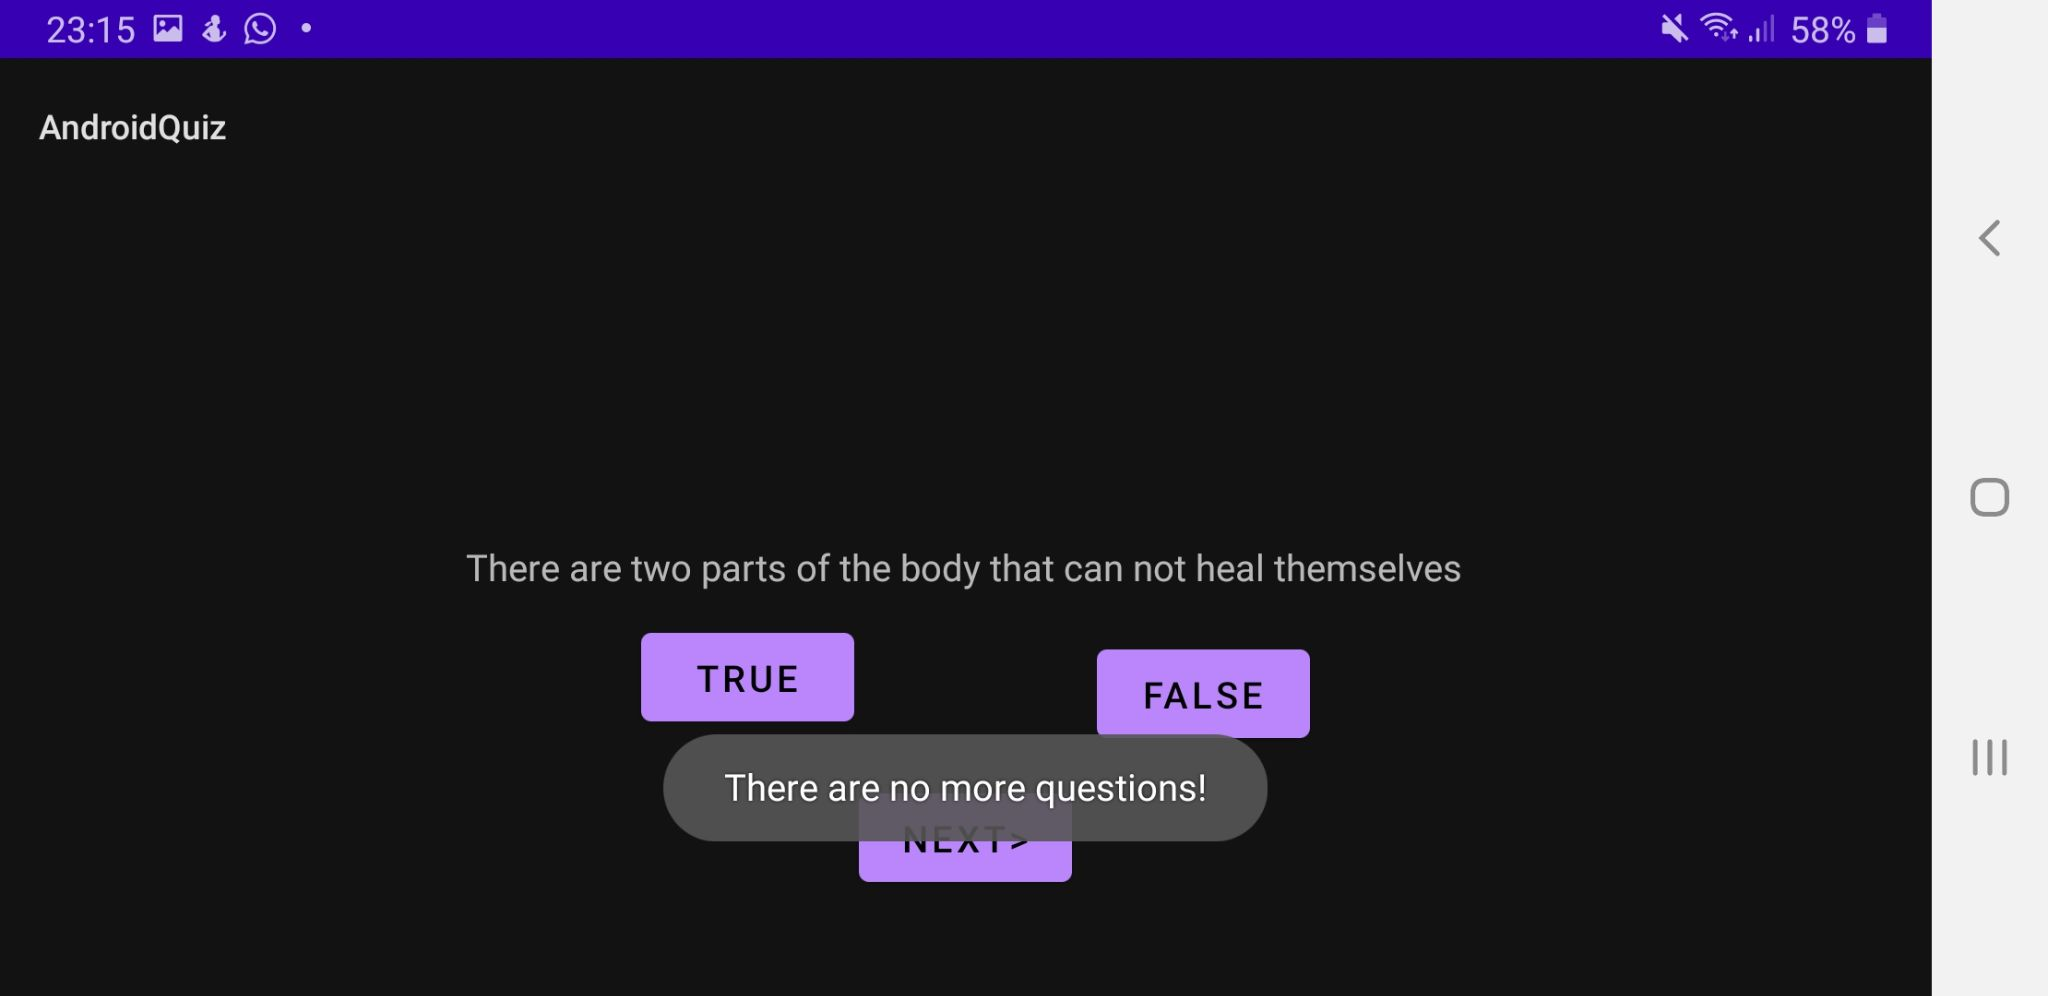 23:15
58%
AndroidQuiz
There are two parts of the body that can not heal themselves
TRUE
FALSE
There are no more questions!
NEXT>